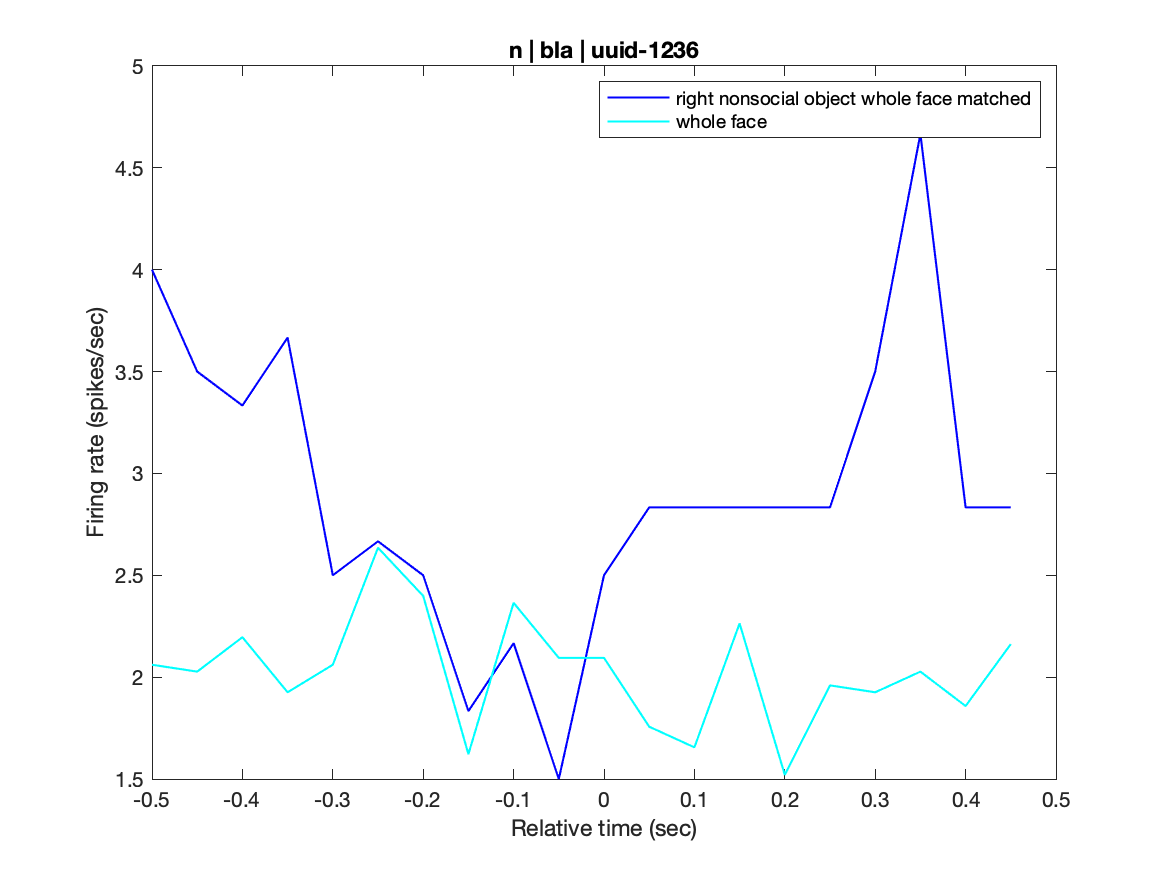 n | bla | uuid-1236
5
4.5
4
3.5
3
2.5
2
1.5
Firing rate (spikes/sec)
right nonsocial object whole face matched
whole face
-0.5 -0.4 -0.3 -0.2 -0.1 0 0.1 0.2 0.3 0.4 0.5
Relative time (sec)